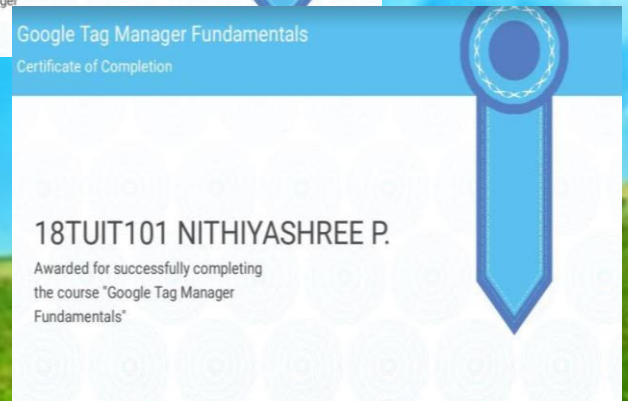 Google Tag Manager Fundamentals
Certificate of Completion
18TUIT101 NITHIYASHREE P.
Awarded for successfully completing
the course "Google Tag Manager
Fundamentals"